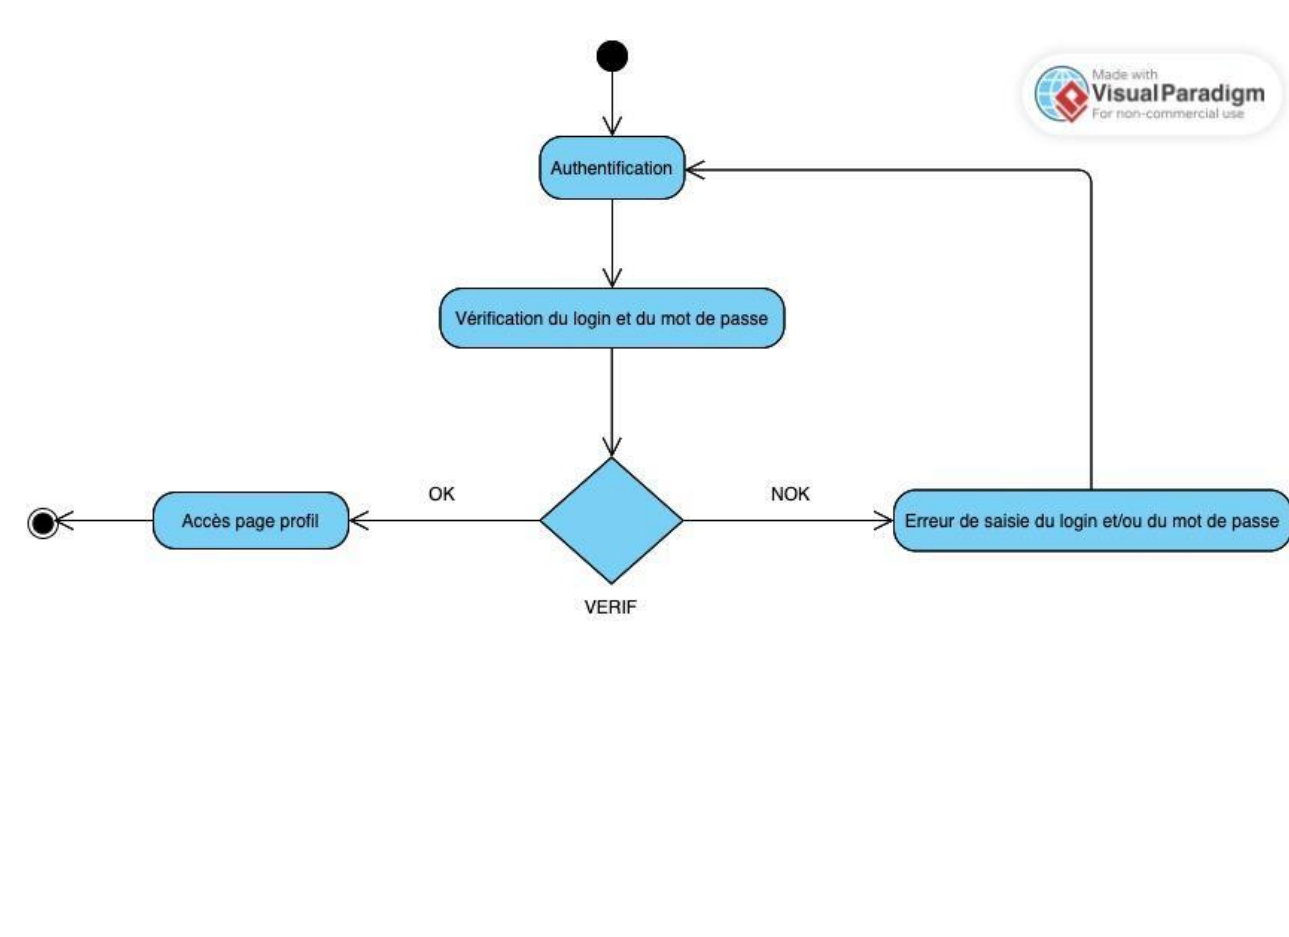 Made with
Visual Paradigm
For non-commercial use
Authentification
Vérification du login et du mot de passe
OK
NOK
Accès page profil
Erreur de saisie du login et/ou du mot de passe
VERIF